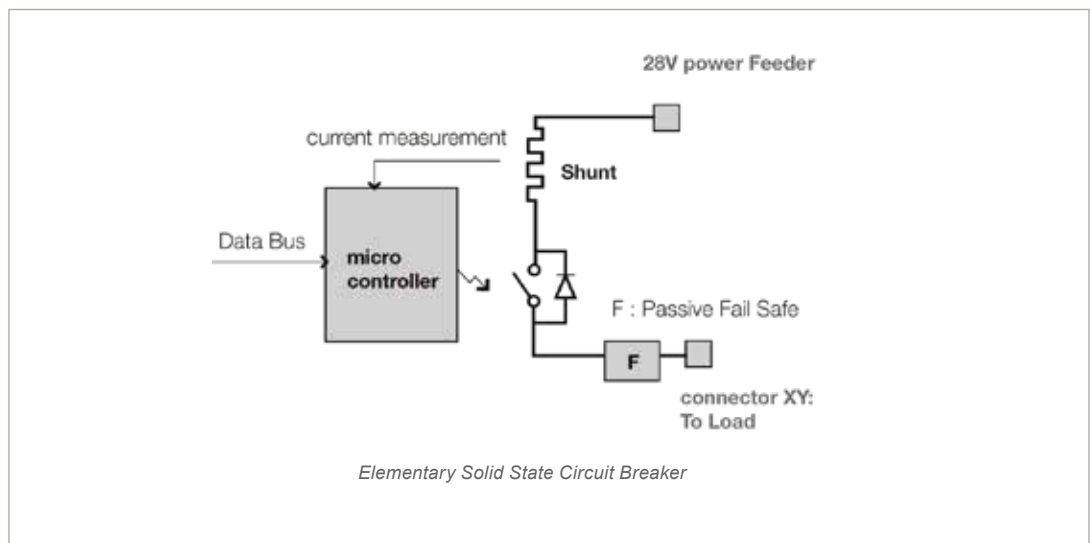 28V power Feeder
current measurement
Shunt
Data Bus
micro
controller
F : Passive Fail Safe
F
connector XY:
To Load
Elementary Solid State Circuit Breaker